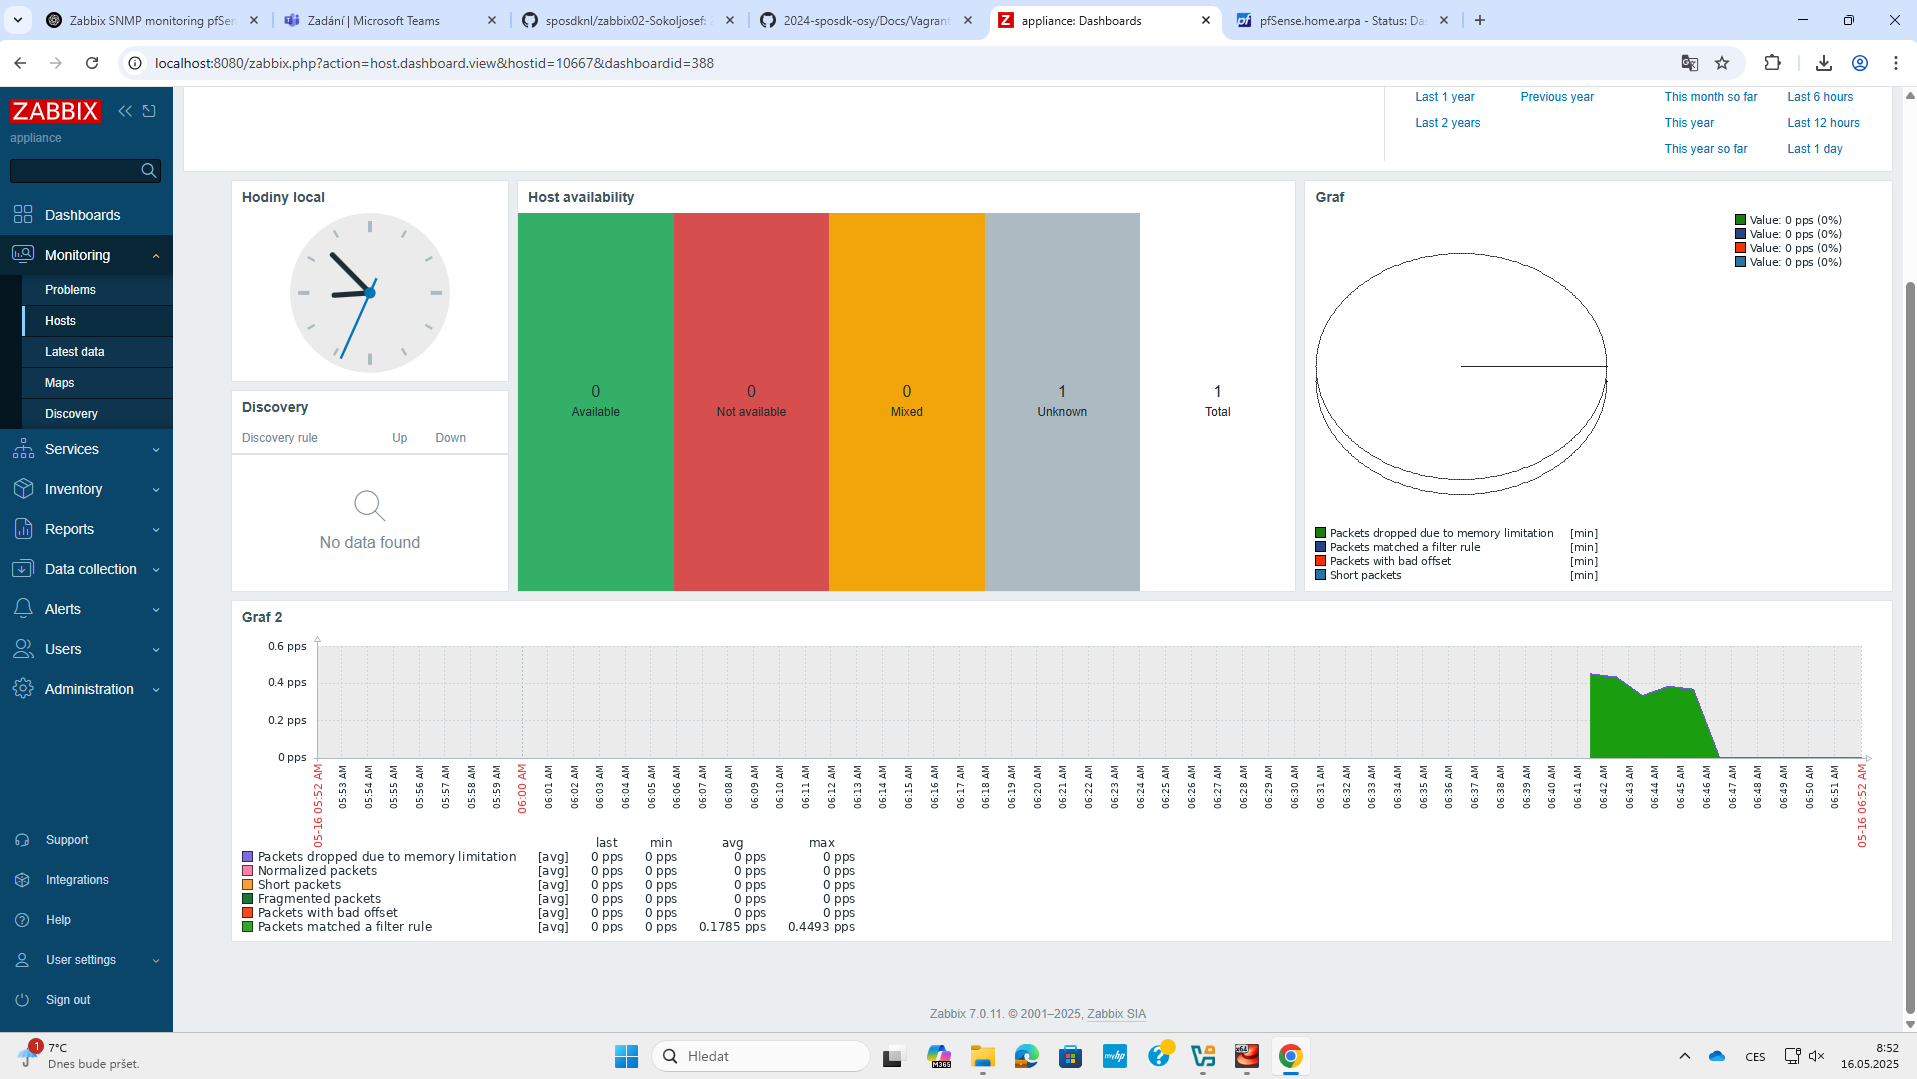 Zabbix SNMP monitoring pfSen
Zadání | Microsoft Teams
sposdknl/zabbix02-Sokoljosef:
2024-sposdk-osy/Docs/Vagrant
appliance: Dashboards
pfSense.home.arpa - Status: Da
localhost:8080/zabbix.php?action=host.dashboard.view&hostid=10667&dashboardid=388
ZABBIX
appliance
Dashboards
Monitoring
Problems
Hosts
Latest data
Maps
Discovery
Services
Inventory
Reports
Data collection
Alerts
Users
Administration
Support
Integrations
Help
User settings
Sign out
Last 1 year Previous year This month so far Last 6 hours
Last 2 years This year Last 12 hours
This year so far Last 1 day
Hodiny local
Discovery
Discovery rule Up Down
No data found
Host availability
0 0 0 1 1
Available Not available Mixed Unknown Total
Graf
Value: 0 pps (0%)
Value: 0 pps (0%)
Value: 0 pps (0%)
Value: 0 pps (0%)
Packets dropped due to memory limitation [min]
Packets matched a filter rule [min]
Packets with bad offset [min]
Short packets [min]
Graf 2
0.6 pps
0.4 pps
0.2 pps
0 pps
05-16 05:52 AM 05:53 AM 05:54 AM 05:55 AM 05:56 AM 05:57 AM 05:58 AM 05:59 AM 06:00 AM 06:01 AM 06:02 AM 06:03 AM 06:04 AM 06:05 AM 06:06 AM 06:07 AM 06:08 AM 06:09 AM 06:10 AM 06:11 AM 06:12 AM 06:13 AM 06:14 AM 06:15 AM 06:16 AM 06:17 AM 06:18 AM 06:19 AM 06:20 AM 06:21 AM 06:22 AM 06:23 AM 06:24 AM 06:25 AM 06:26 AM 06:27 AM 06:28 AM 06:29 AM 06:30 AM 06:31 AM 06:32 AM 06:33 AM 06:34 AM 06:35 AM 06:36 AM 06:37 AM 06:38 AM 06:39 AM 06:40 AM 06:41 AM 06:42 AM 06:43 AM 06:44 AM 06:45 AM 06:46 AM 06:47 AM 06:48 AM 06:49 AM 06:50 AM 06:51 AM 05-16 06:52 AM
last min avg max
Packets dropped due to memory limitation [avg] 0 pps 0 pps 0 pps 0 pps
Normalized packets [avg] 0 pps 0 pps 0 pps 0 pps
Short packets [avg] 0 pps 0 pps 0 pps 0 pps
Fragmented packets [avg] 0 pps 0 pps 0 pps 0 pps
Packets with bad offset [avg] 0 pps 0 pps 0 pps 0 pps
Packets matched a filter rule [avg] 0 pps 0 pps 0.1785 pps 0.4493 pps
Zabbix 7.0.11. © 2001–2025, Zabbix SIA
1
7°C
Dnes bude pršet.
Hledat
M365
myhp
x64
CES
8:52
16.05.2025